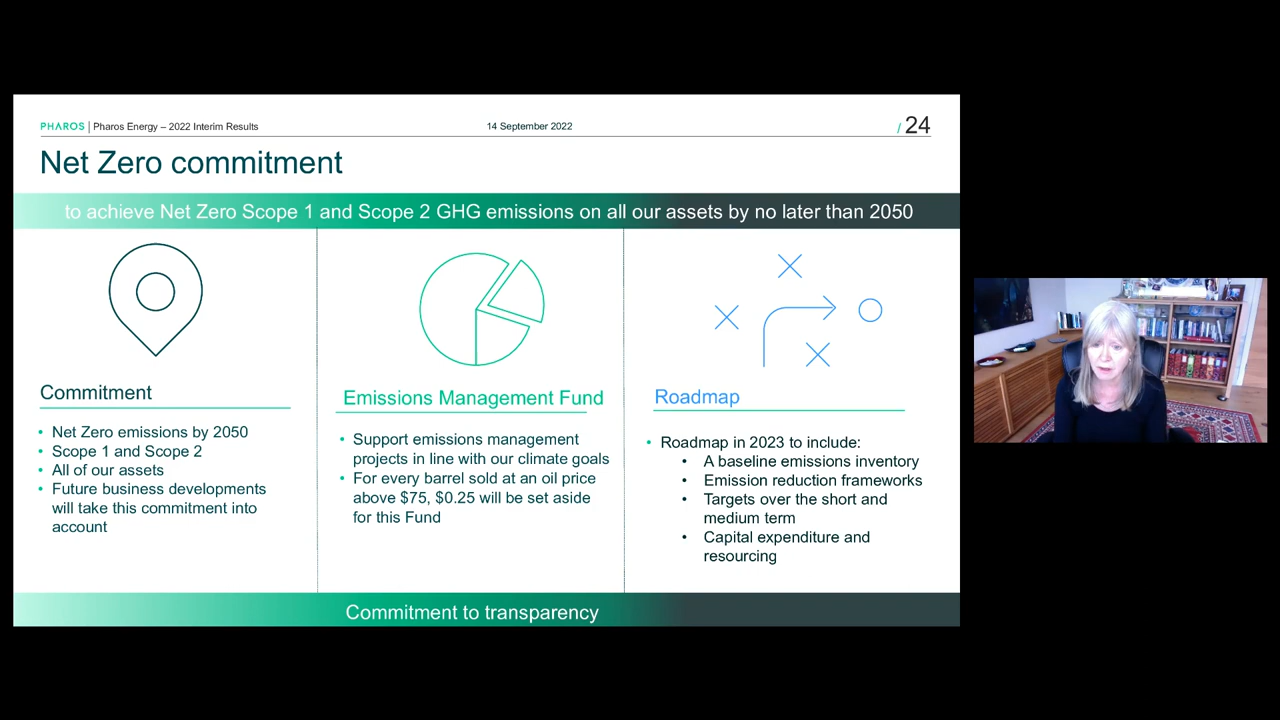 PHAROS | Pharos Energy – 2022 Interim Results
14 September 2022
/ 24
Net Zero commitment
to achieve Net Zero Scope 1 and Scope 2 GHG emissions on all our assets by no later than 2050
Commitment
• Net Zero emissions by 2050
• Scope 1 and Scope 2
• All of our assets
• Future business developments
will take this commitment into
account
Emissions Management Fund
• Support emissions management
projects in line with our climate goals
• For every barrel sold at an oil price
above $75, $0.25 will be set aside
for this Fund
Roadmap
• Roadmap in 2023 to include:
• A baseline emissions inventory
• Emission reduction frameworks
• Targets over the short and
medium term
• Capital expenditure and
resourcing
Commitment to transparency